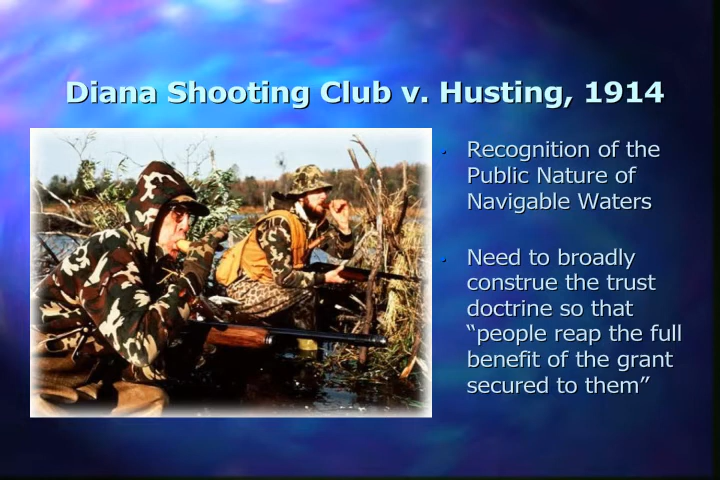 Diana Shooting Club v. Husting, 1914
• Recognition of the
Public Nature of
Navigable Waters
• Need to broadly
construe the trust
doctrine so that
“people reap the full
benefit of the grant
secured to them”